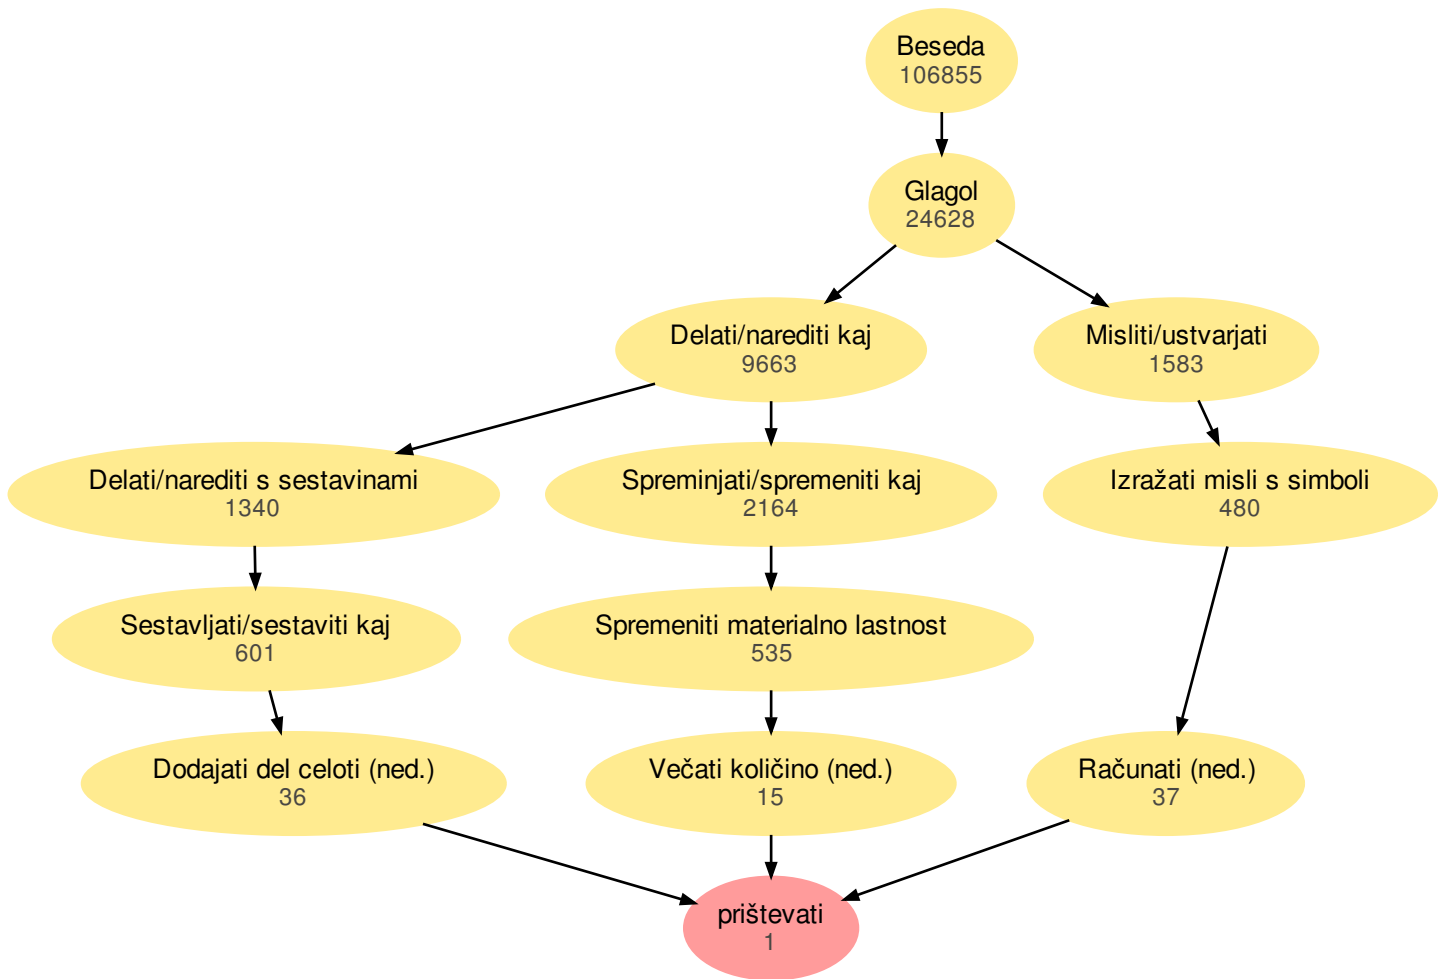 Beseda
106855
Glagol
24628
Delati/narediti kaj
9663
Misliti/ustvarjati
1583
Delati/narediti s sestavinami
1340
Spreminjati/spremeniti kaj
2164
Izražati misli s simboli
480
Sestavljati/sestaviti kaj
601
Spremeniti materialno lastnost
535
Dodajati del celoti (ned.)
36
Večati količino (ned.)
15
Računati (ned.)
37
prištevati
1